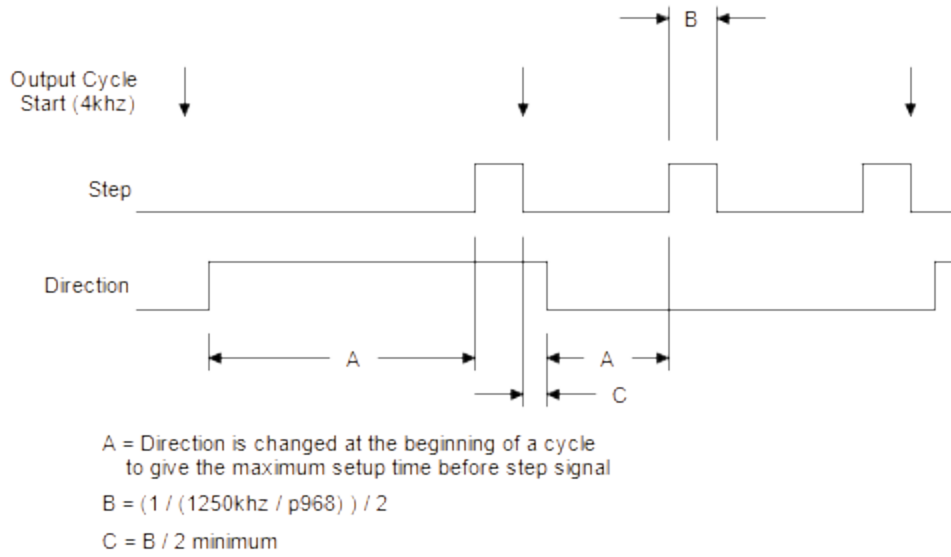 B
Output Cycle
Start (4khz)
Step
Direction
A
A
C
A = Direction is changed at the beginning of a cycle
to give the maximum setup time before step signal
B = (1 / (1250khz / p968) ) / 2
C = B / 2 minimum